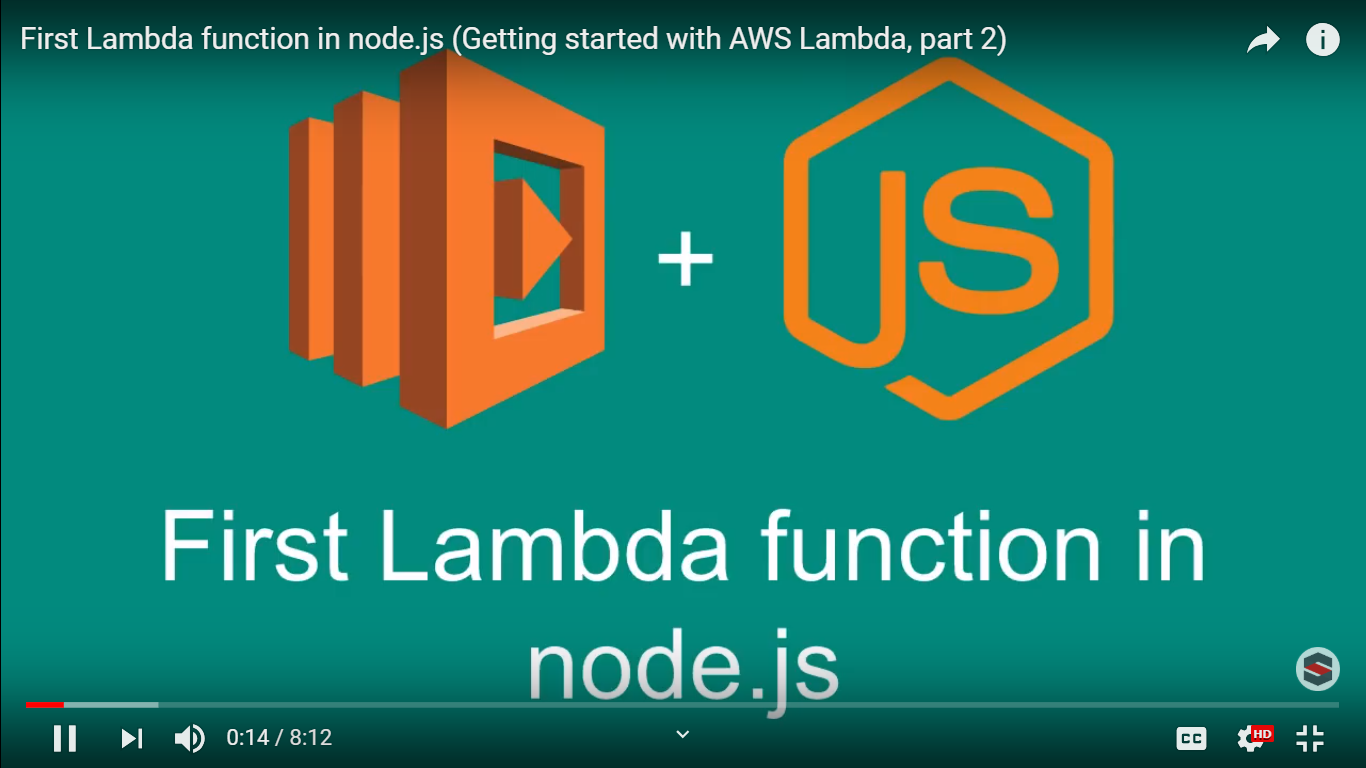 First Lambda function in node.js (Getting started with AWS Lambda, part 2)
JS
+
First Lambda function in
node.js
0:14 / 8:12
CC
HD